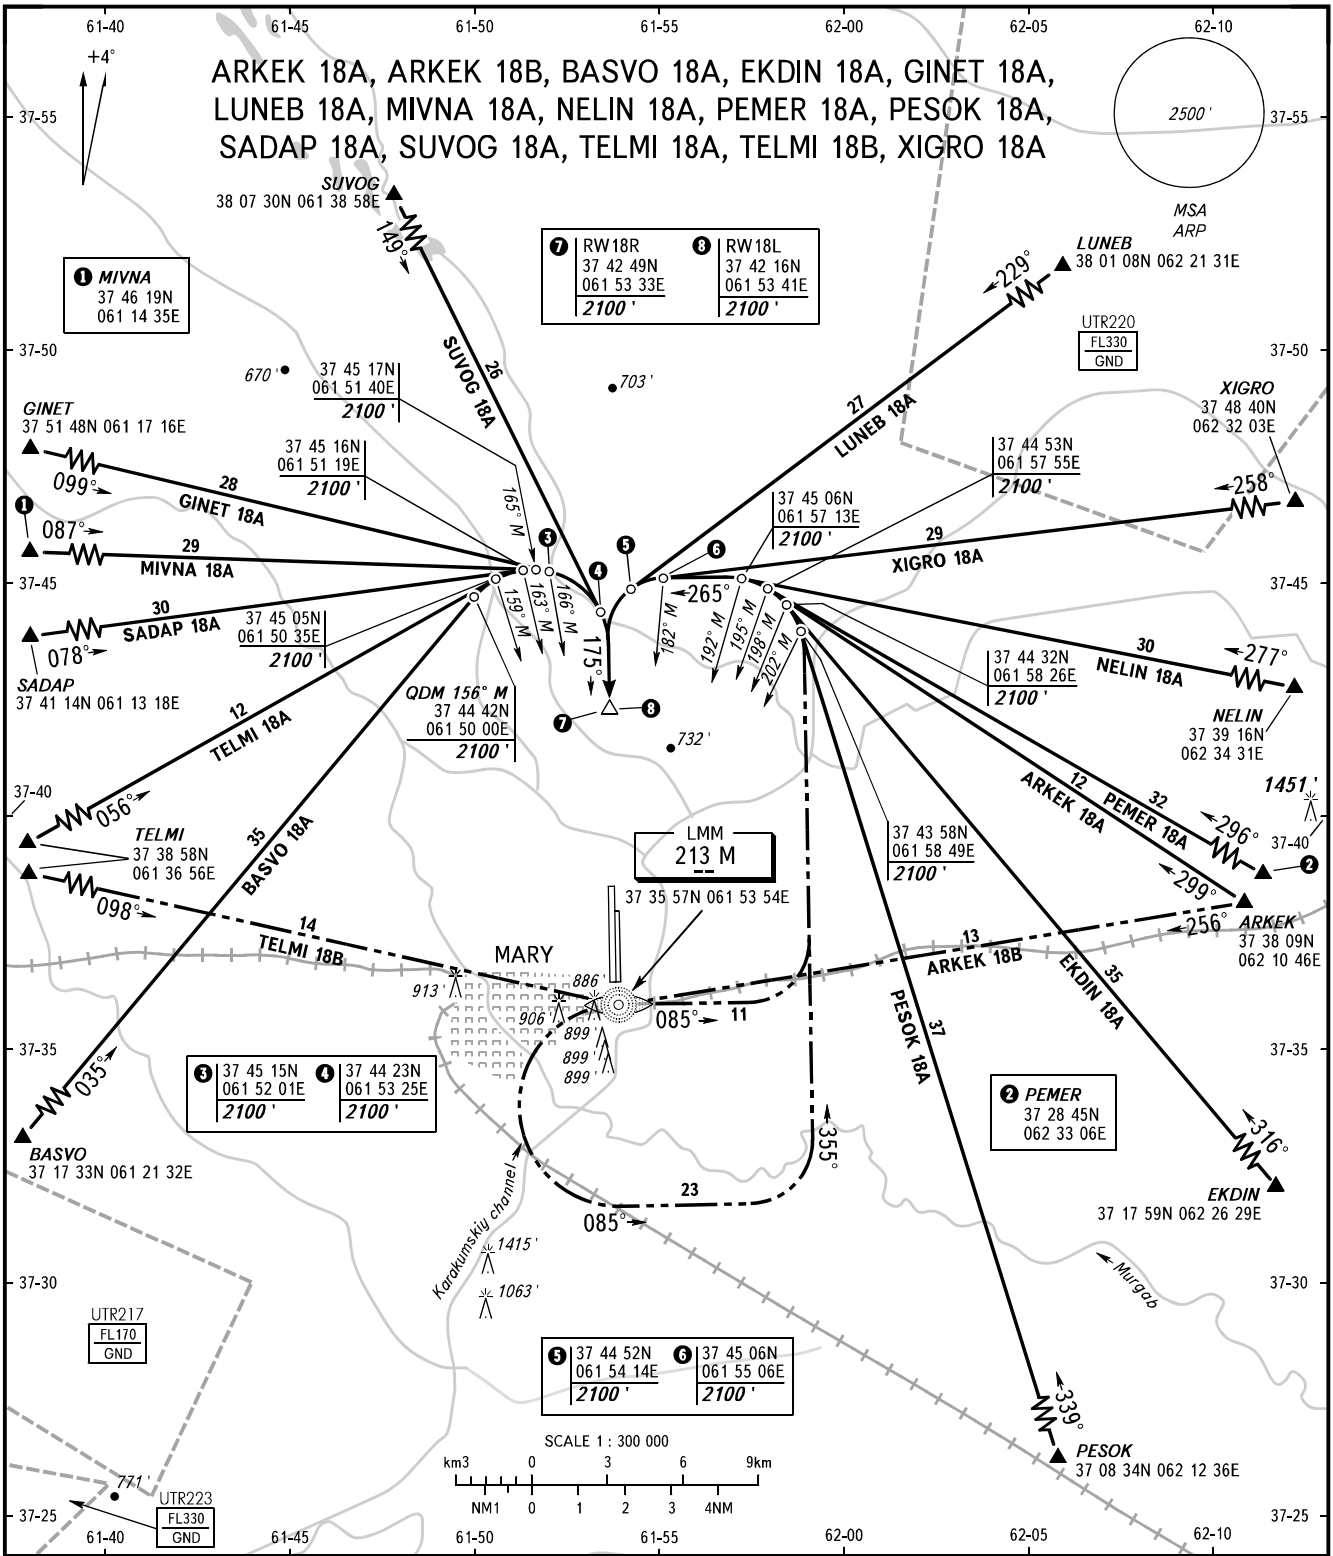 61-40 61-45 61-50 61-55 62-00 62-05 62-10
+4°
ARKEK 18A, ARKEK 18B, BASVO 18A, EKDIN 18A, GINET 18A,
LUNEB 18A, MIVNA 18A, NELIN 18A, PEMER 18A, PESOK 18A,
SADAP 18A, SUVOG 18A, TELMI 18A, TELMI 18B, XIGRO 18A
37-55
2500 '
37-55
MSA
ARP
SUVOG
38 07 30N 061 38 58E
149°
26
SUVOG 18A
1 MIVNA
37 46 19N
061 14 35E
7 RW18R
37 42 49N
061 53 33E
2100 '
8 RW18L
37 42 16N
061 53 41E
2100 '
LUNEB
38 01 08N 062 21 31E
229°
27
LUNEB 18A
UTR220
FL330
GND
37-50
37-50
670 '
703 '
37 45 17N
061 51 40E
2100 '
XIGRO
37 48 40N
062 32 03E
GINET
37 51 48N 061 17 16E
099°
28
GINET 18A
37 45 16N
061 51 19E
2100 '
37 44 53N
061 57 55E
2100 '
258°
29
XIGRO 18A
37 45 06N
061 57 13E
2100 '
165° M
1
087°
29
MIVNA 18A
3
4
5
6
37-45
37-45
265°
159° M
163° M
166° M
182° M
192° M
195° M
198° M
202° M
175°
30
SADAP 18A
078°
SADAP
37 41 14N 061 13 18E
37 45 05N
061 50 35E
2100 '
37 44 32N
061 58 26E
2100
30
NELIN 18A
277°
NELIN
37 39 16N
062 34 31E
QDM 156° M
37 44 42N
061 50 00E
2100 '
7
8
732 '
12
TELMI 18A
056°
37-40
TELMI
37 38 58N
061 36 56E
35
BASVO 18A
035°
12
ARKEK 18A
32
PEMER 18A
296°
299°
1451 '
37-40
2
37 43 58N
061 58 49E
2100 '
LMM
213 M
37 35 57N 061 53 54E
098°
14
TELMI 18B
256°
13
ARKEK 18B
ARKEK
37 38 09N
062 10 46E
MARY
913 '
886 '
906 '
899 '
899 '
899 '
085°
11
35
EKDIN 18A
37
PESOK 18A
37-35
37-35
3 37 45 15N
061 52 01E
2100 '
4 37 44 23N
061 53 25E
2100 '
2 PEMER
37 28 45N
062 33 06E
355°
316°
BASVO
37 17 33N 061 21 32E
EKDIN
37 17 59N 062 26 29E
23
085°
Karakumskiy channel
1415 '
1063 '
Murgab
37-30
37-30
UTR217
FL170
GND
5 37 44 52N
061 54 14E
2100 '
6 37 45 06N
061 55 06E
2100 '
339°
PESOK
37 08 34N 062 12 36E
SCALE 1 : 300 000
km3 0 3 6 9km
NM1 0 1 2 3 4NM
771 '
UTR223
FL330
GND
37-25
37-25
61-40 61-45 61-50 61-55 62-00 62-05 62-10